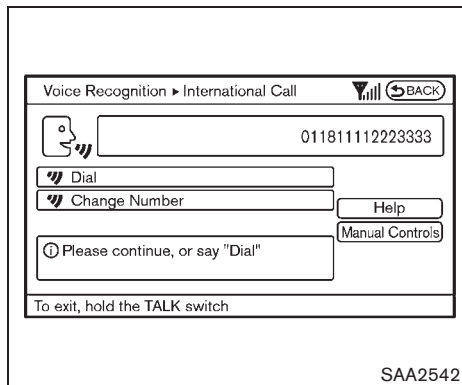 Voice Recognition ▸ International Call BACK
011811112223333
Dial
Change Number
Help
Manual Controls
Please continue, or say "Dial"
To exit, hold the TALK switch
SAA2542